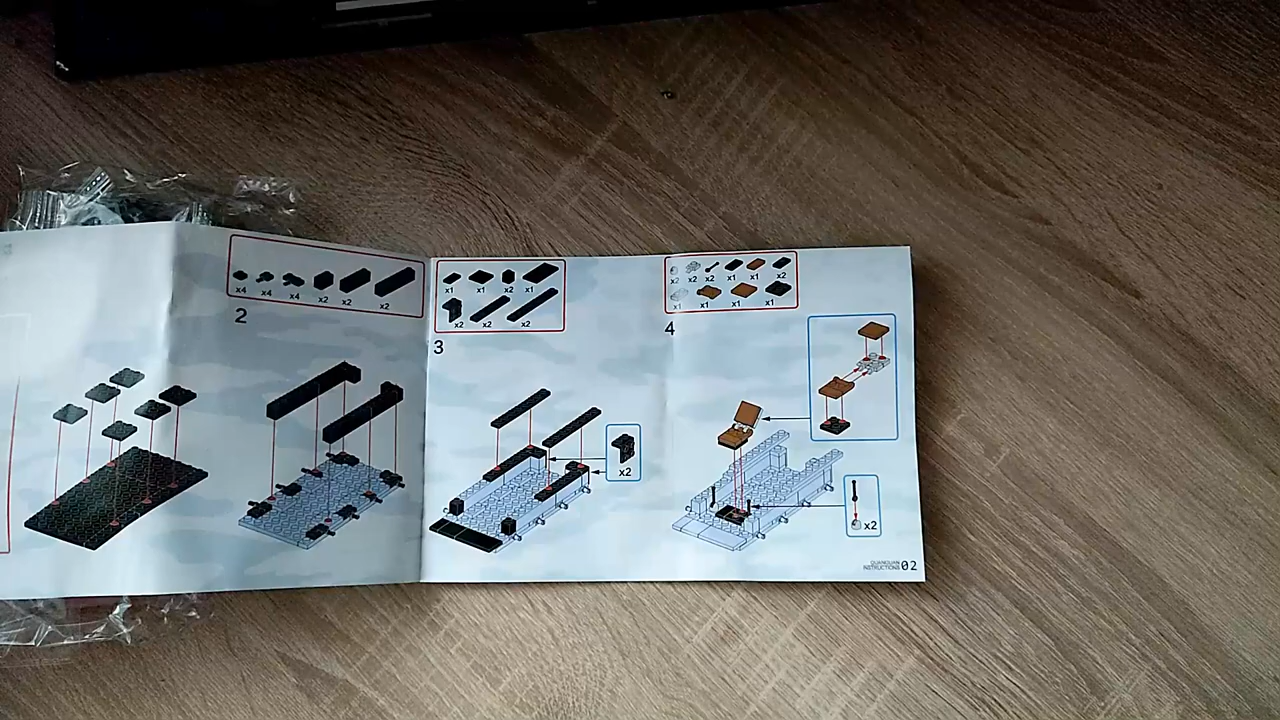 x4 x4 x4 x2 x2 x2
2
x1 x1 x2 x1
x2 x2 x2
3
x2
x2 x2 x2 x1 x1 x2
x1 x1 x1 x1
4
x2
QUANGUAN
INSTRUCTIONS 02